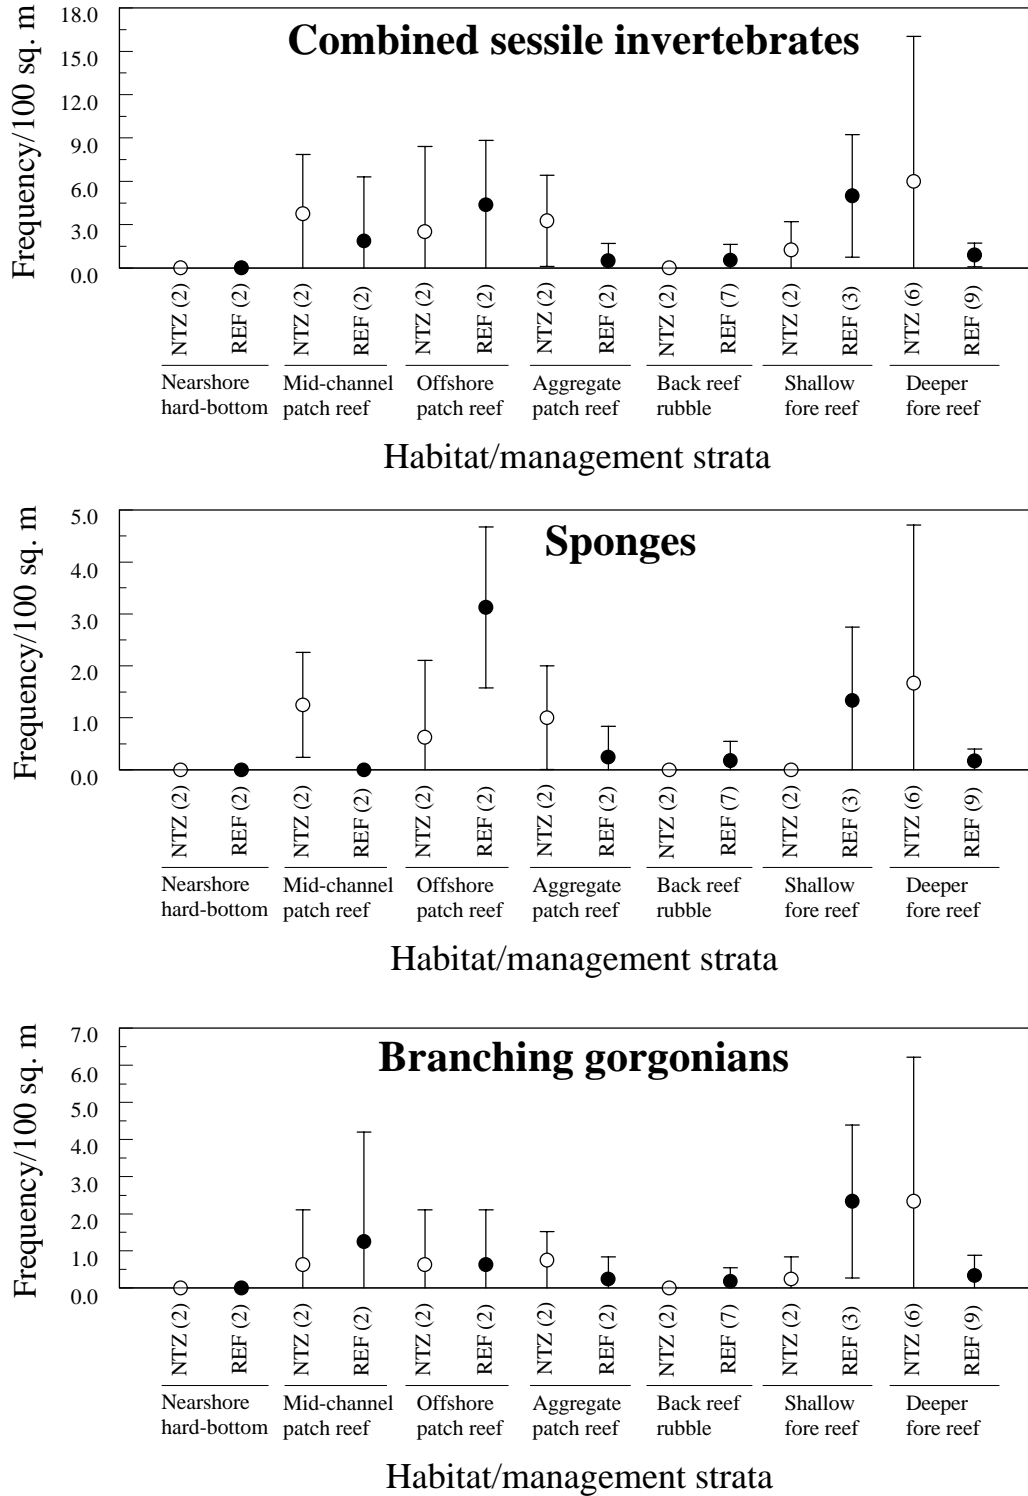 Combined sessile invertebrates
Frequency/100 sq. m
18.0
15.0
12.0
9.0
6.0
3.0
0.0
NTZ (2) REF (2) NTZ (2) REF (2) NTZ (2) REF (2) NTZ (2) REF (2) NTZ (2) REF (7) NTZ (2) REF (3) NTZ (6) REF (9)
Nearshore Mid-channel Offshore Aggregate Back reef Shallow Deeper
hard-bottom patch reef patch reef patch reef rubble fore reef fore reef
Habitat/management strata
Sponges
Frequency/100 sq. m
5.0
4.0
3.0
2.0
1.0
0.0
NTZ (2) REF (2) NTZ (2) REF (2) NTZ (2) REF (2) NTZ (2) REF (2) NTZ (2) REF (7) NTZ (2) REF (3) NTZ (6) REF (9)
Nearshore Mid-channel Offshore Aggregate Back reef Shallow Deeper
hard-bottom patch reef patch reef patch reef rubble fore reef fore reef
Habitat/management strata
Branching gorgonians
Frequency/100 sq. m
7.0
6.0
5.0
4.0
3.0
2.0
1.0
0.0
NTZ (2) REF (2) NTZ (2) REF (2) NTZ (2) REF (2) NTZ (2) REF (2) NTZ (2) REF (7) NTZ (2) REF (3) NTZ (6) REF (9)
Nearshore Mid-channel Offshore Aggregate Back reef Shallow Deeper
hard-bottom patch reef patch reef patch reef rubble fore reef fore reef
Habitat/management strata